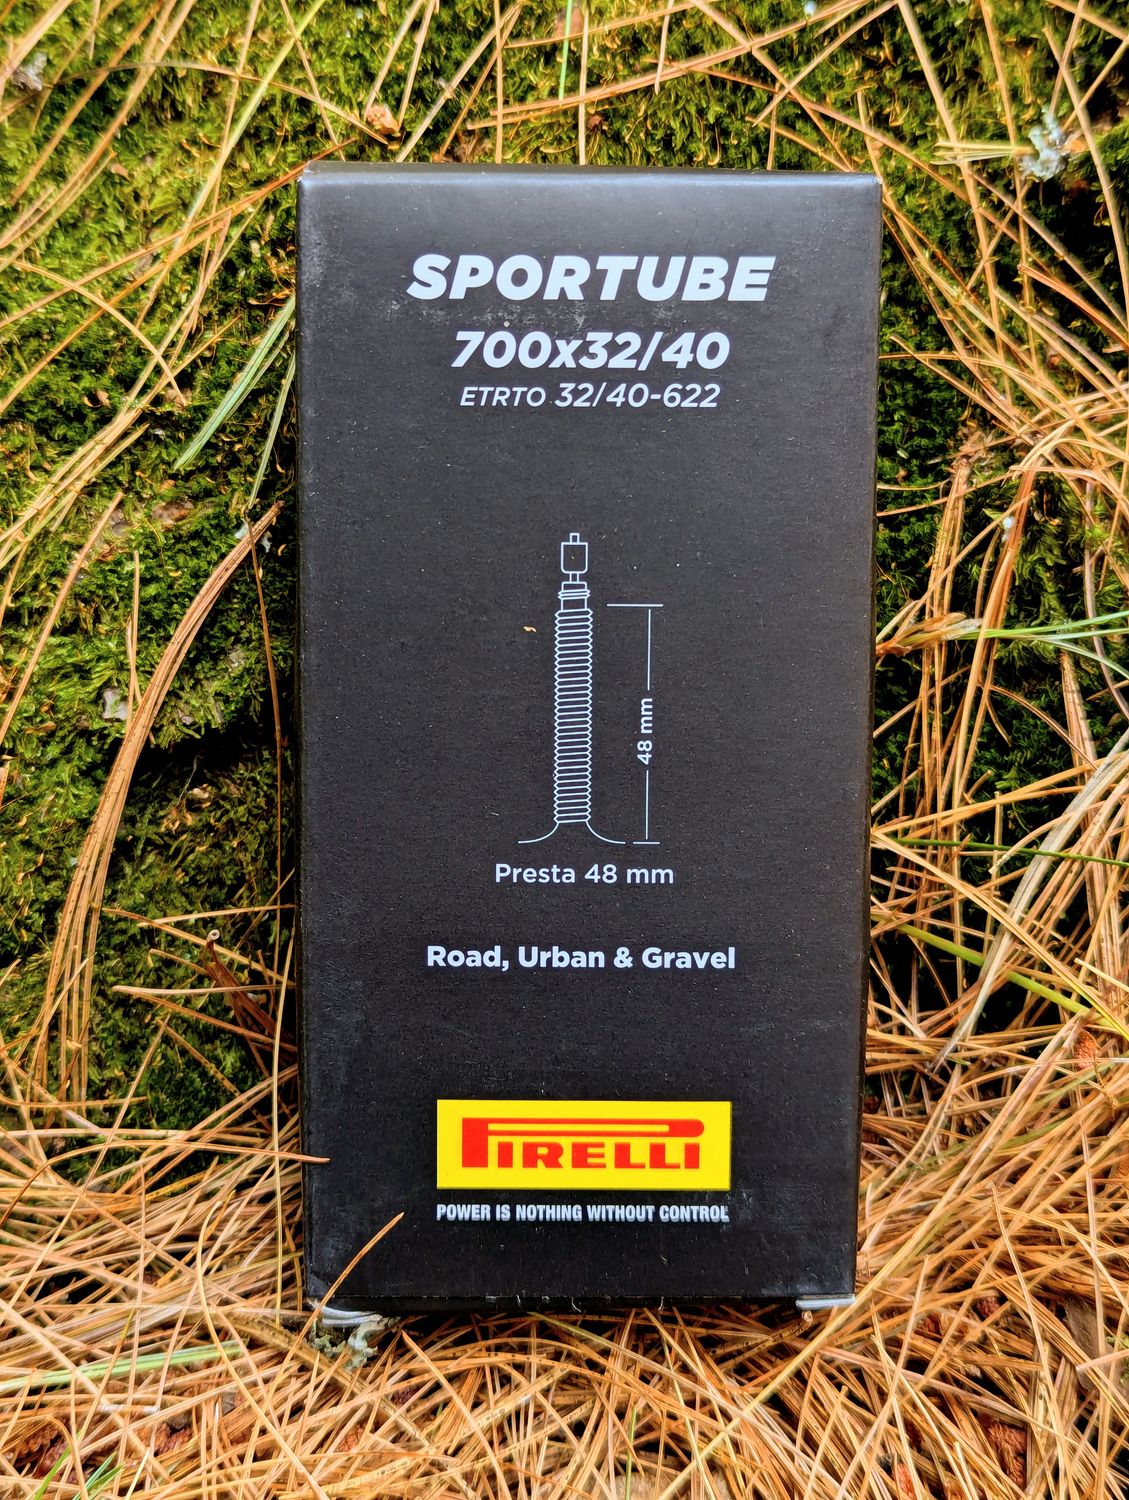 SPORTUBE
700x32/40
ETRTO 32/40-622
48 mm
Presta 48 mm
Road, Urban & Gravel
PIRELLI
POWER IS NOTHING WITHOUT CONTROL